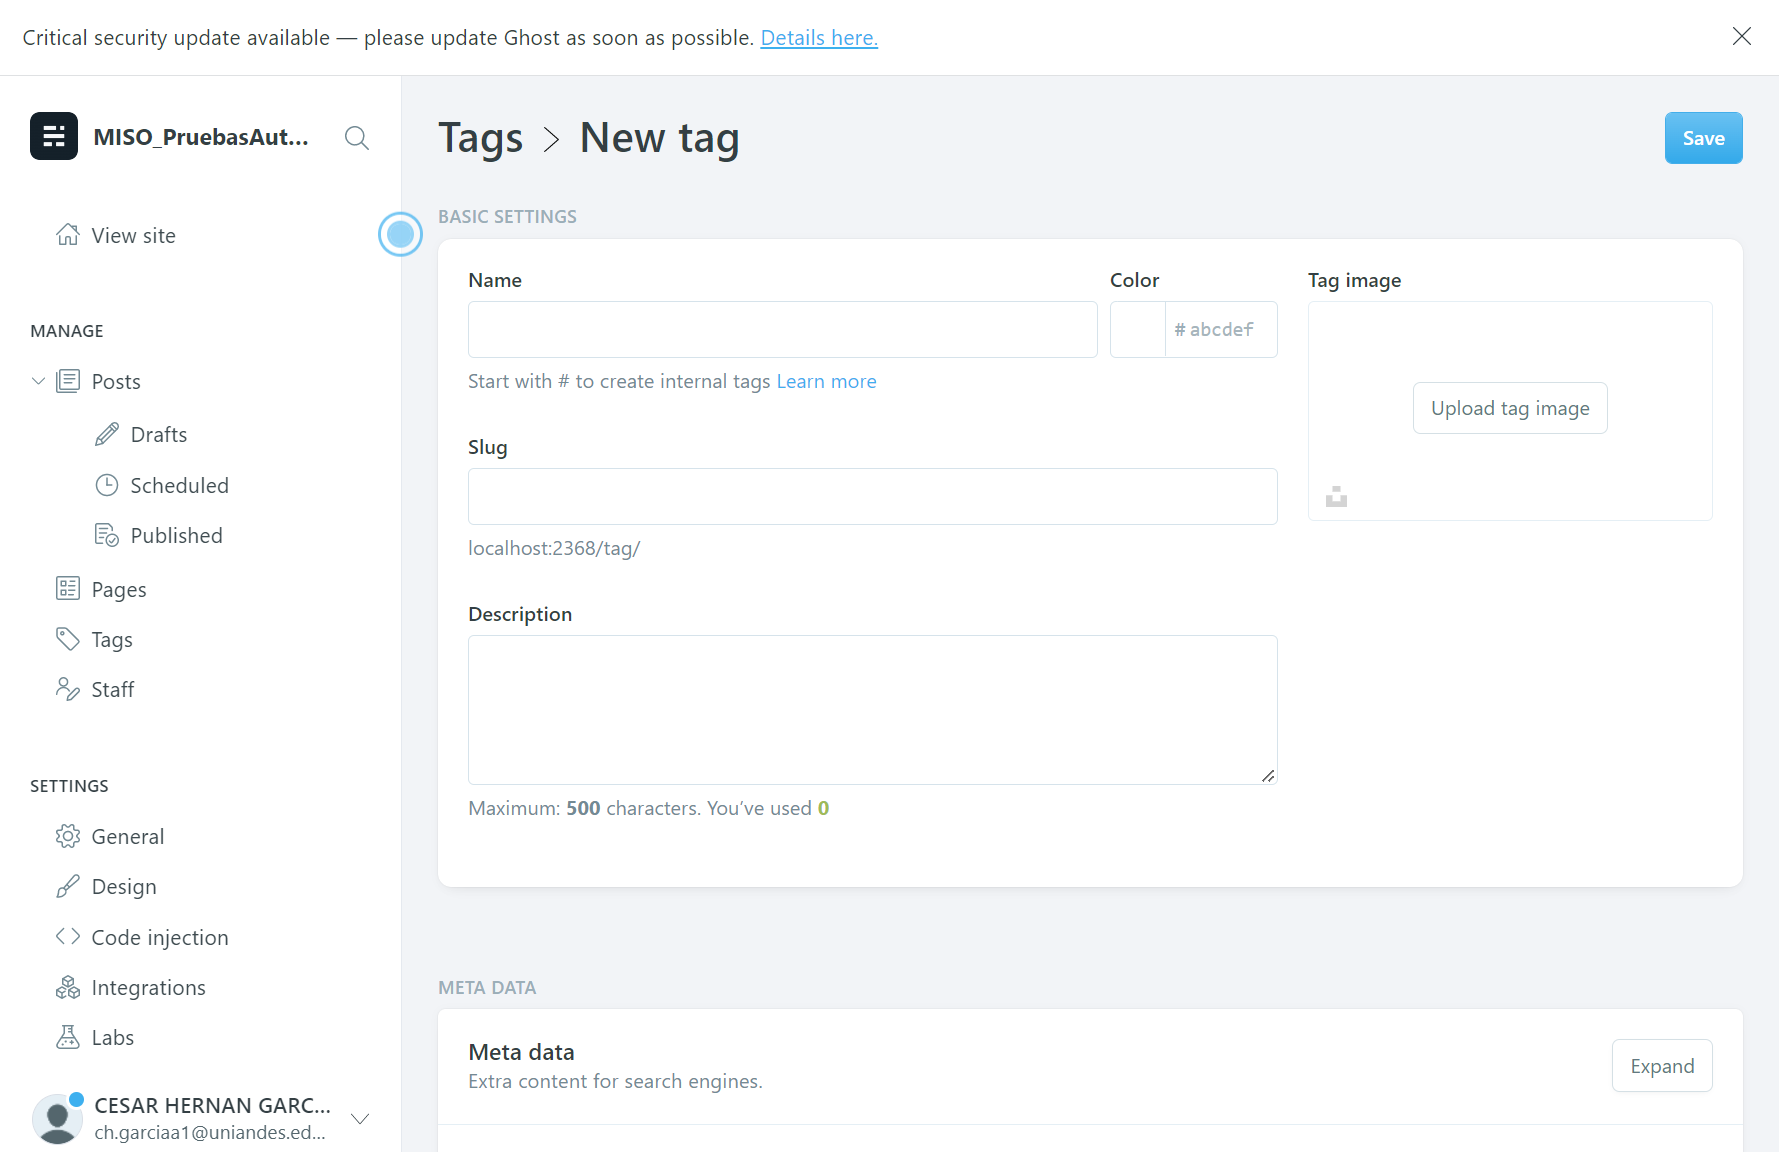 Critical security update available — please update Ghost as soon as possible. Details here.
MISO_PruebasAut...
View site
MANAGE
Posts
Drafts
Scheduled
Published
Pages
Tags
Staff
SETTINGS
General
Design
Code injection
Integrations
Labs
CESAR HERNAN GARC...
ch.garciaa1@uniandes.ed...
Tags > New tag
Save
BASIC SETTINGS
Name
Color
# abcdef
Start with # to create internal tags Learn more
Slug
localhost:2368/tag/
Description
Maximum: 500 characters. You’ve used 0
Tag image
Upload tag image
META DATA
Meta data
Extra content for search engines.
Expand